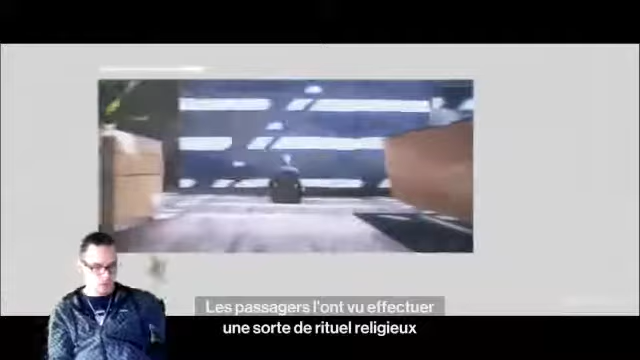 Les passagers l'ont vu effectuer
une sorte de rituel religieux